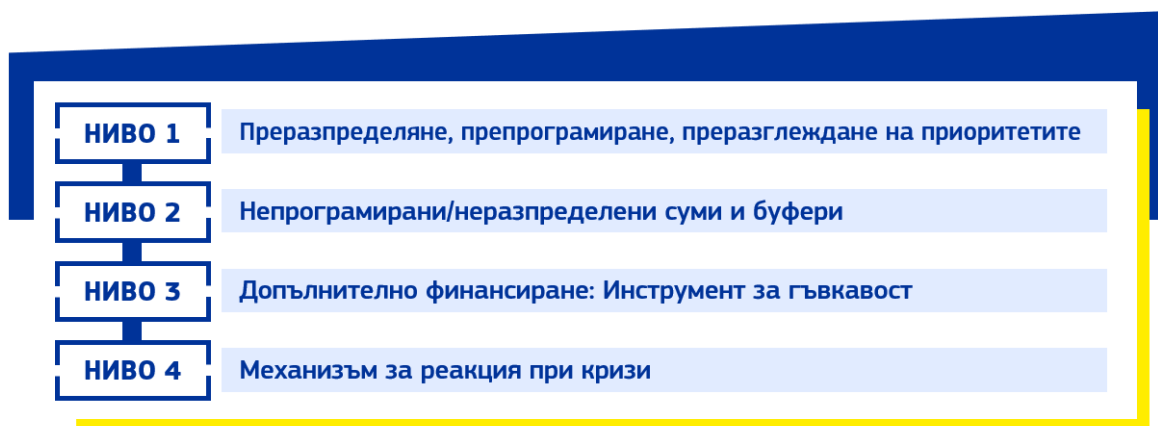 НИВО 1
Преразпределяне, препрограмиране, преразглеждане на приоритетите
НИВО 2
Непрограмирани/неразпределени суми и буфери
НИВО 3
Допълнително финансиране: Инструмент за гъвкавост
НИВО 4
Механизъм за реакция при кризи